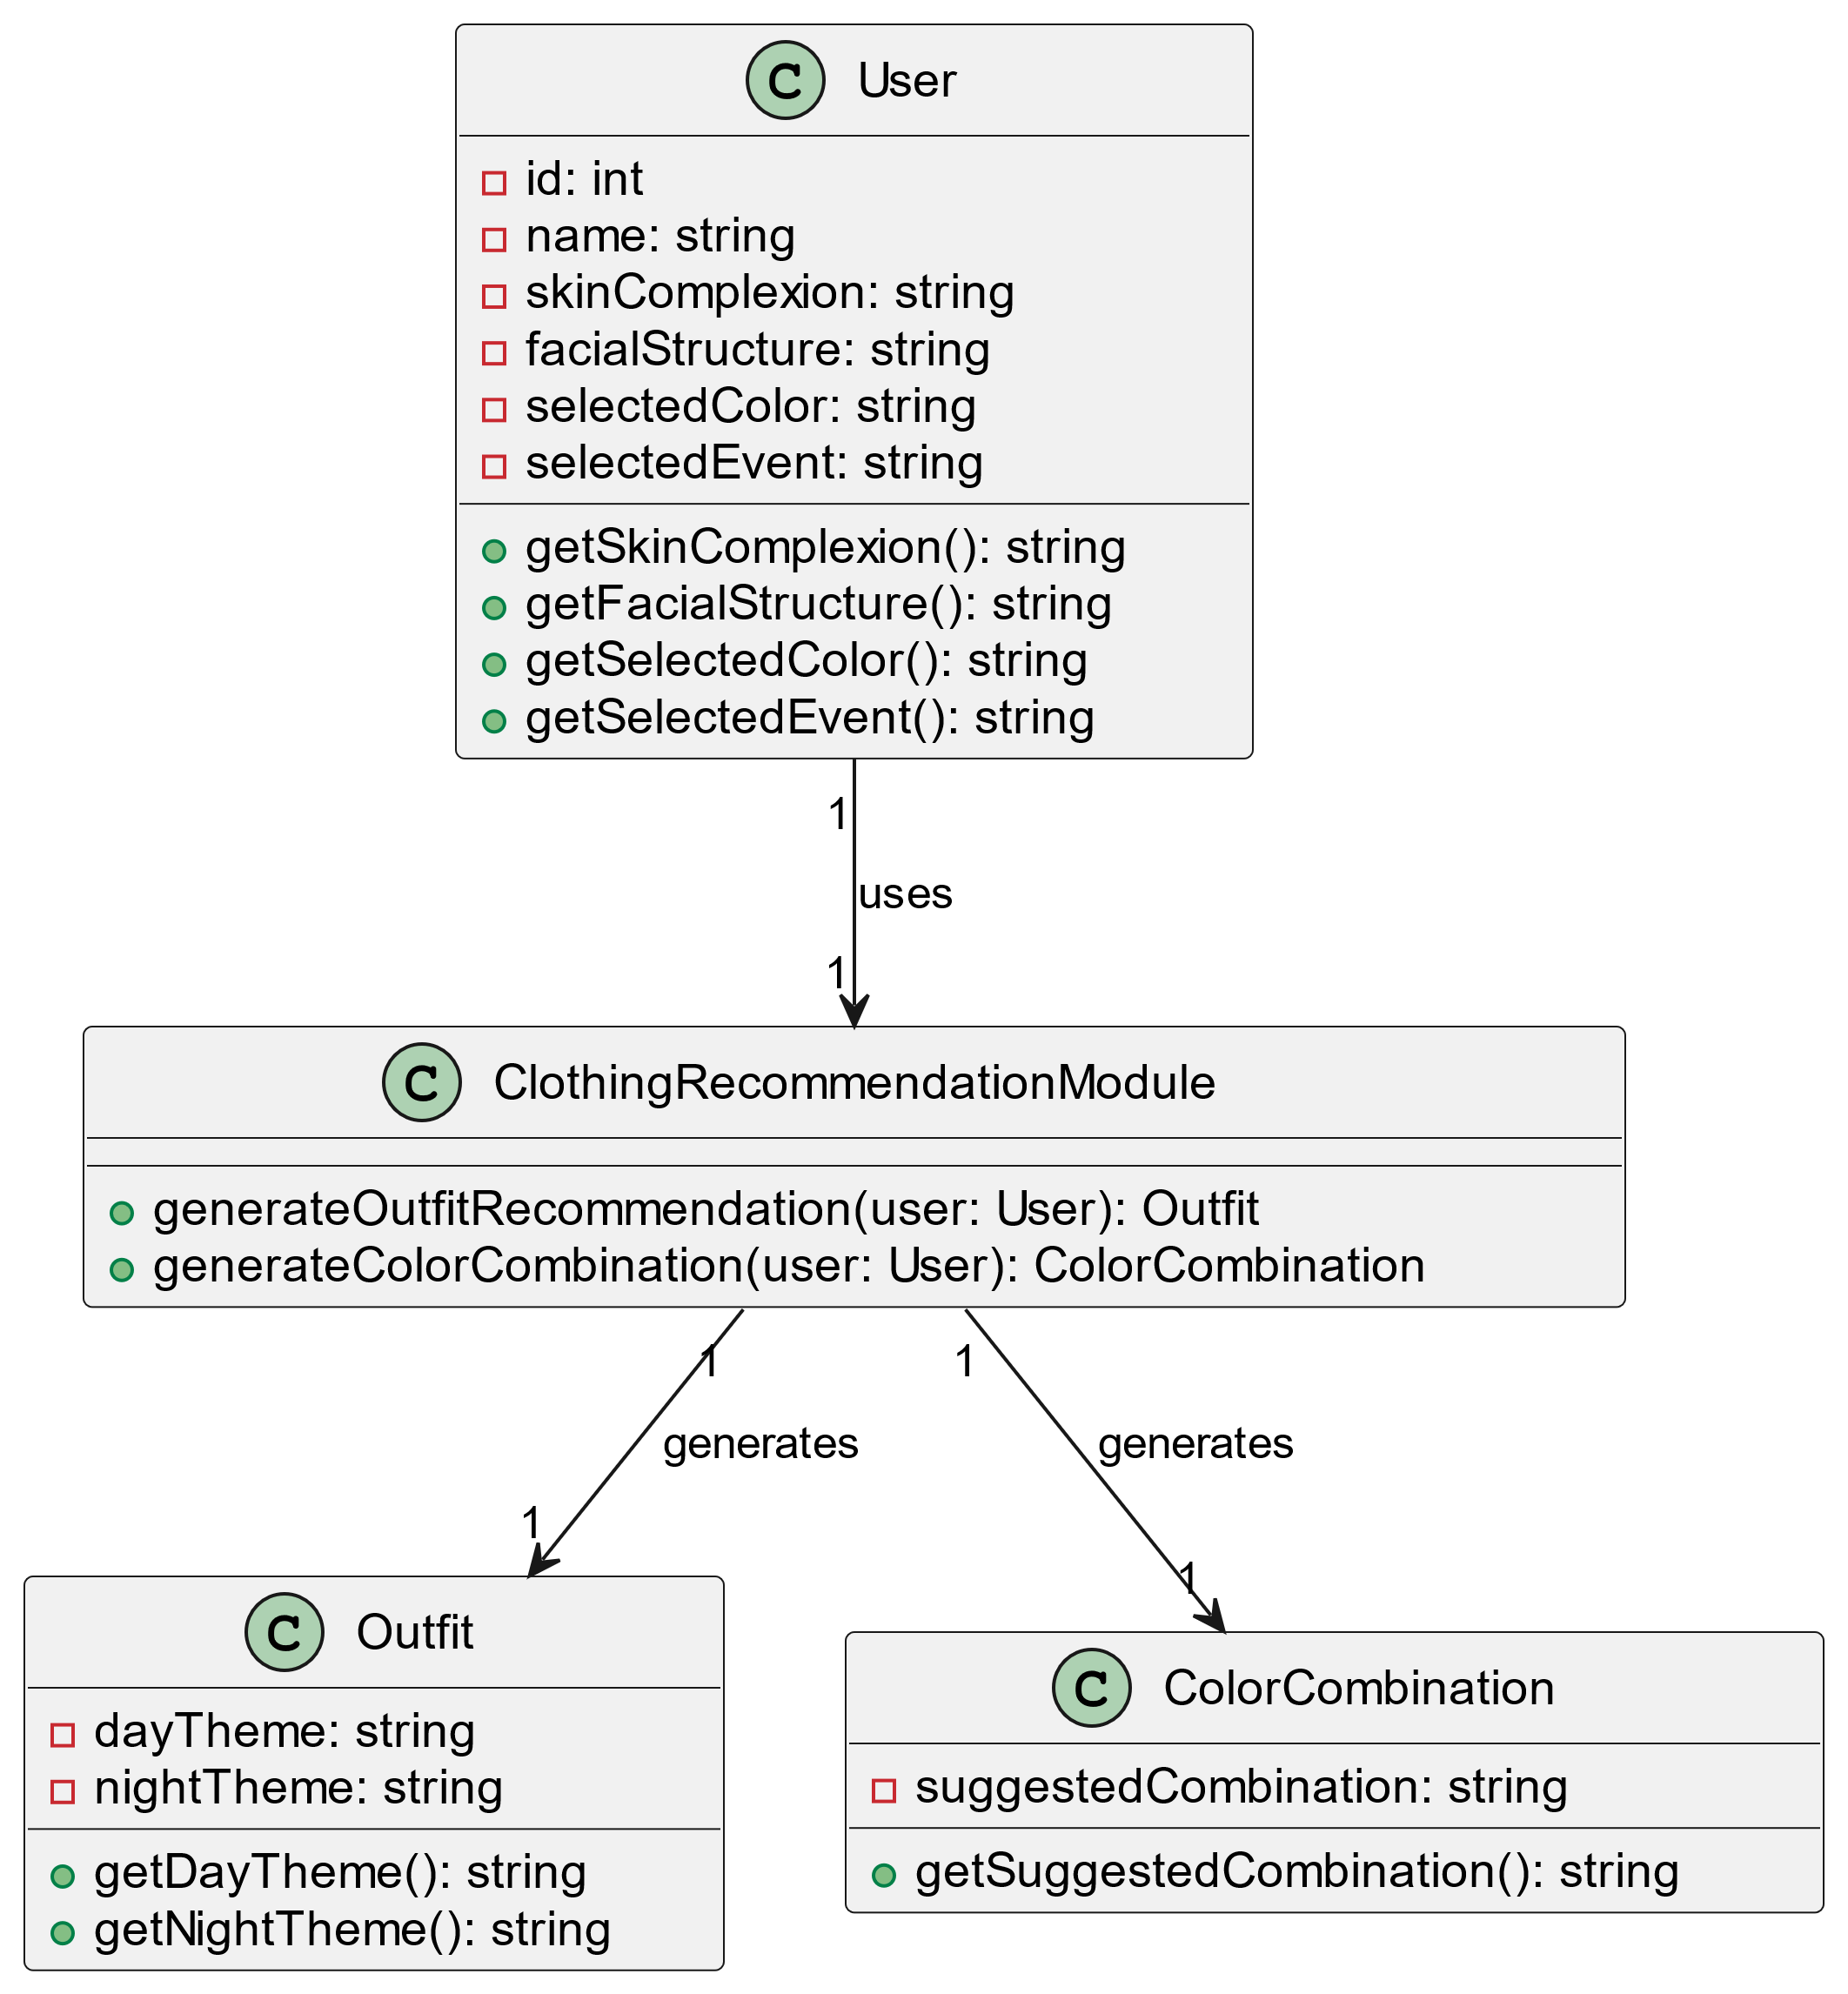 C User
id: int
name: string
skinComplexion: string
facialStructure: string
selectedColor: string
selectedEvent: string
getSkinComplexion(): string
getFacialStructure(): string
getSelectedColor(): string
getSelectedEvent(): string
1
uses
1
C ClothingRecommendationModule
generateOutfitRecommendation(user: User): Outfit
generateColorCombination(user: User): ColorCombination
1
generates
1
1
generates
1
C Outfit
dayTheme: string
nightTheme: string
getDayTheme(): string
getNightTheme(): string
C ColorCombination
suggestedCombination: string
getSuggestedCombination(): string